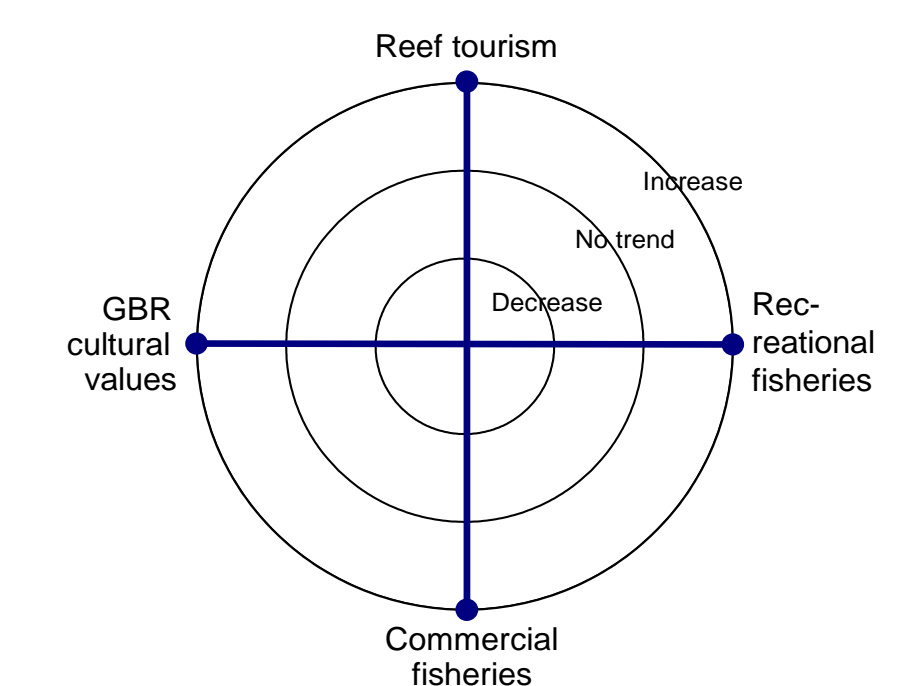 Reef tourism
Increase
No trend
Decrease
GBR
cultural
values
Rec-
reational
fisheries
Commercial
fisheries